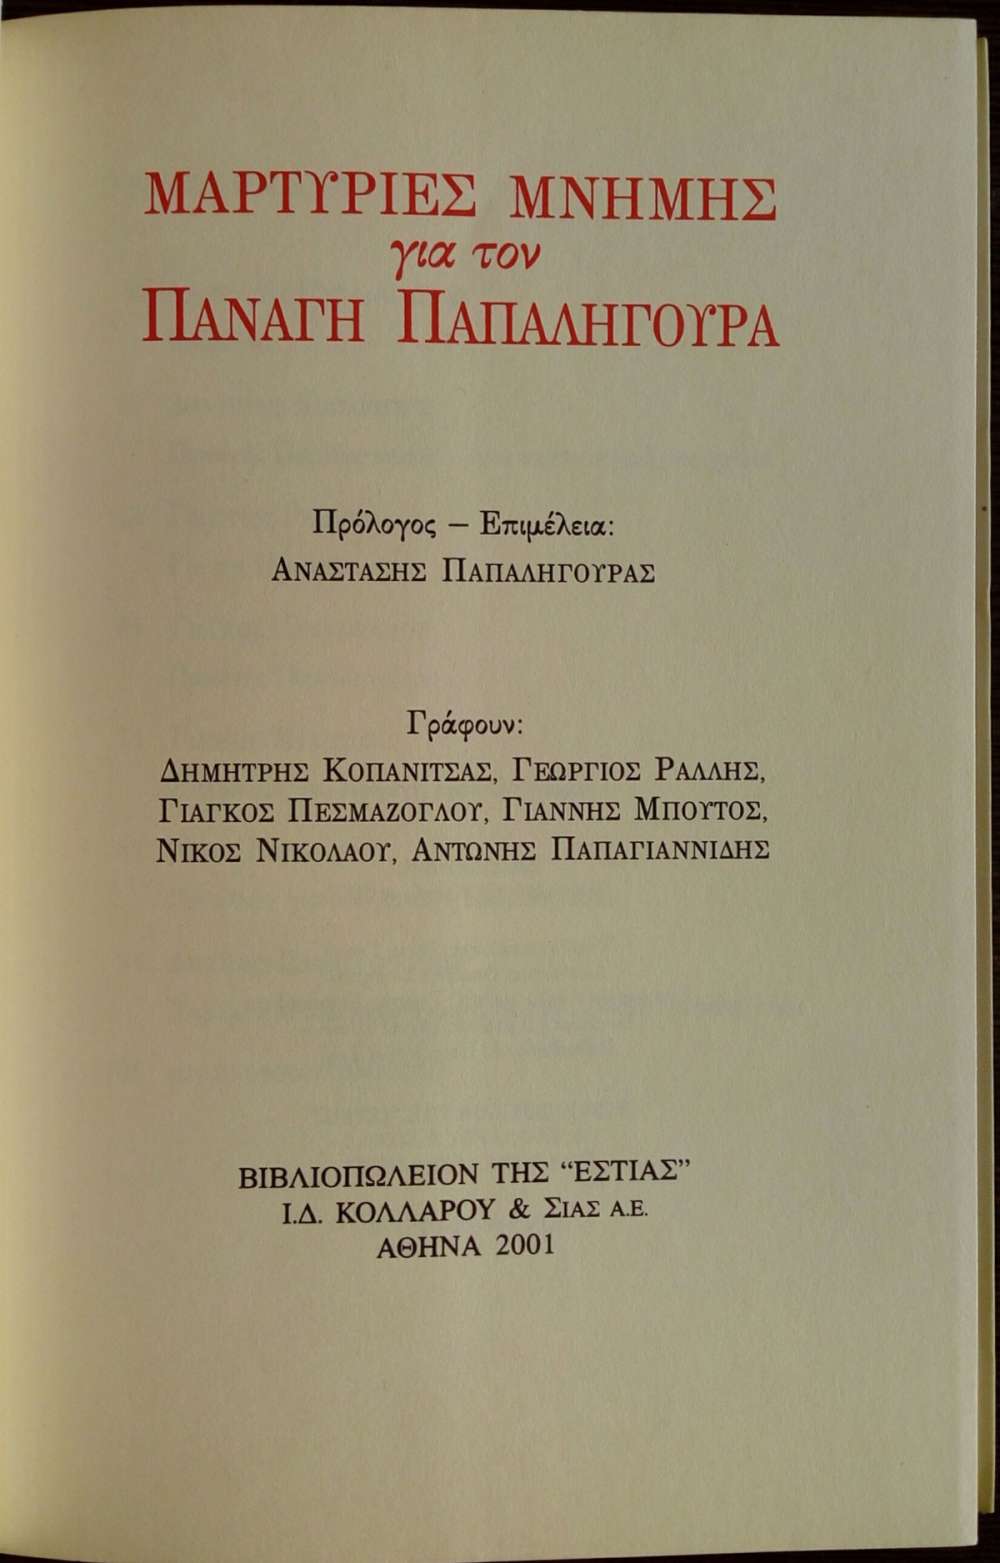 ΜΑΡΤΥΡΙΕΣ ΜΝΗΜΗΣ
για τον
ΠΑΝΑΓΗ ΠΑΠΑΛΗΓΟΥΡΑ
Πρόλογος – Επιμέλεια:
ΑΝΑΣΤΑΣΗΣ ΠΑΠΑΛΗΓΟΥΡΑΣ
Γράφουν:
ΔΗΜΗΤΡΗΣ ΚΟΠΑΝΙΤΣΑΣ, ΓΕΩΡΓΙΟΣ ΡΑΛΛΗΣ,
ΓΙΑΓΚΟΣ ΠΕΣΜΑΖΟΓΛΟΥ, ΓΙΑΝΝΗΣ ΜΠΟΥΤΟΣ,
ΝΙΚΟΣ ΝΙΚΟΛΑΟΥ, ΑΝΤΩΝΗΣ ΠΑΠΑΓΙΑΝΝΙΔΗΣ
ΒΙΒΛΙΟΠΩΛΕΙΟΝ ΤΗΣ “ΕΣΤΙΑΣ”
Ι.Δ. ΚΟΛΛΑΡΟΥ & ΣΙΑΣ Α.Ε.
ΑΘΗΝΑ 2001